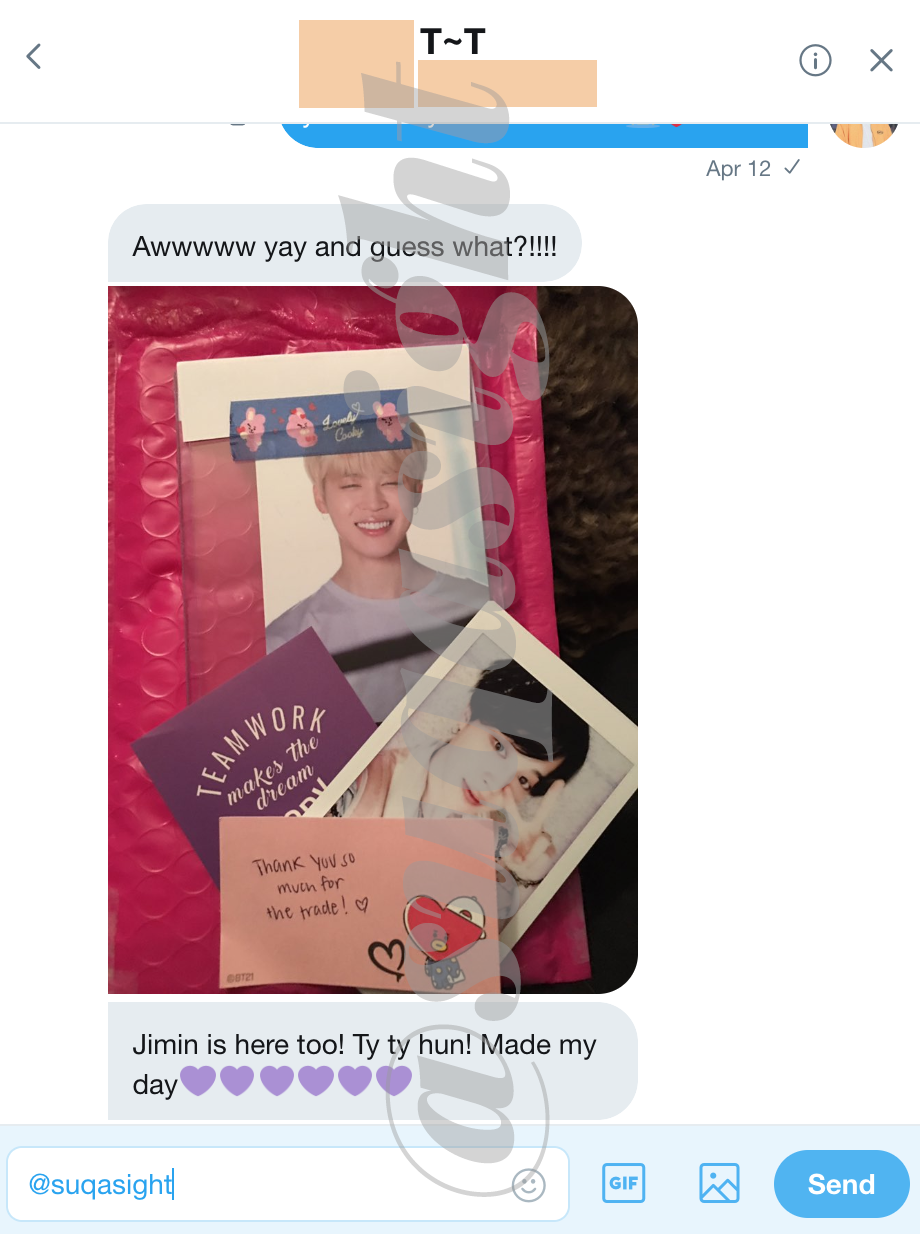 T~T
Apr 12
Awwwww yay and guess what?!!!!
Lovely
Cooky
TEAMWORK
makes the
dream
Thank you so
much for
the trade! ♡
©BT21
Jimin is here too! Ty ty hun! Made my
day💜💜💜💜💜💜
@suqasight
GIF
Send
@suqasight